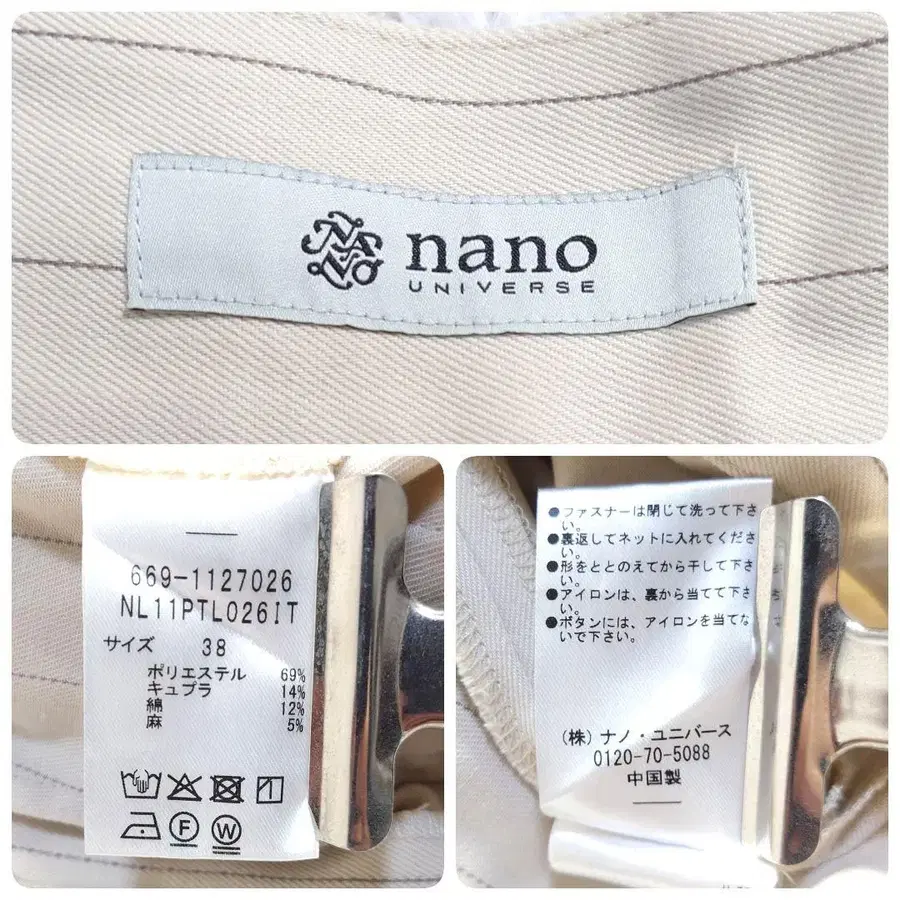 nano
UNIVERSE
669-1127026
NL11PTL026IT
サイズ 38
ポリエステル 69%
キュプラ 14%
綿 12%
麻 5%
F W
●ファスナーは閉じて洗って下さ
い。
●裏返してネットに入れてくださ
い。
●形をととのえてから干して下さ
い。
●アイロンは、裏から当てて下さ
い。
●ボタンには、アイロンを当てな
いで下さい。
(株) ナノ・ユニバース
0120-70-5088
中国製